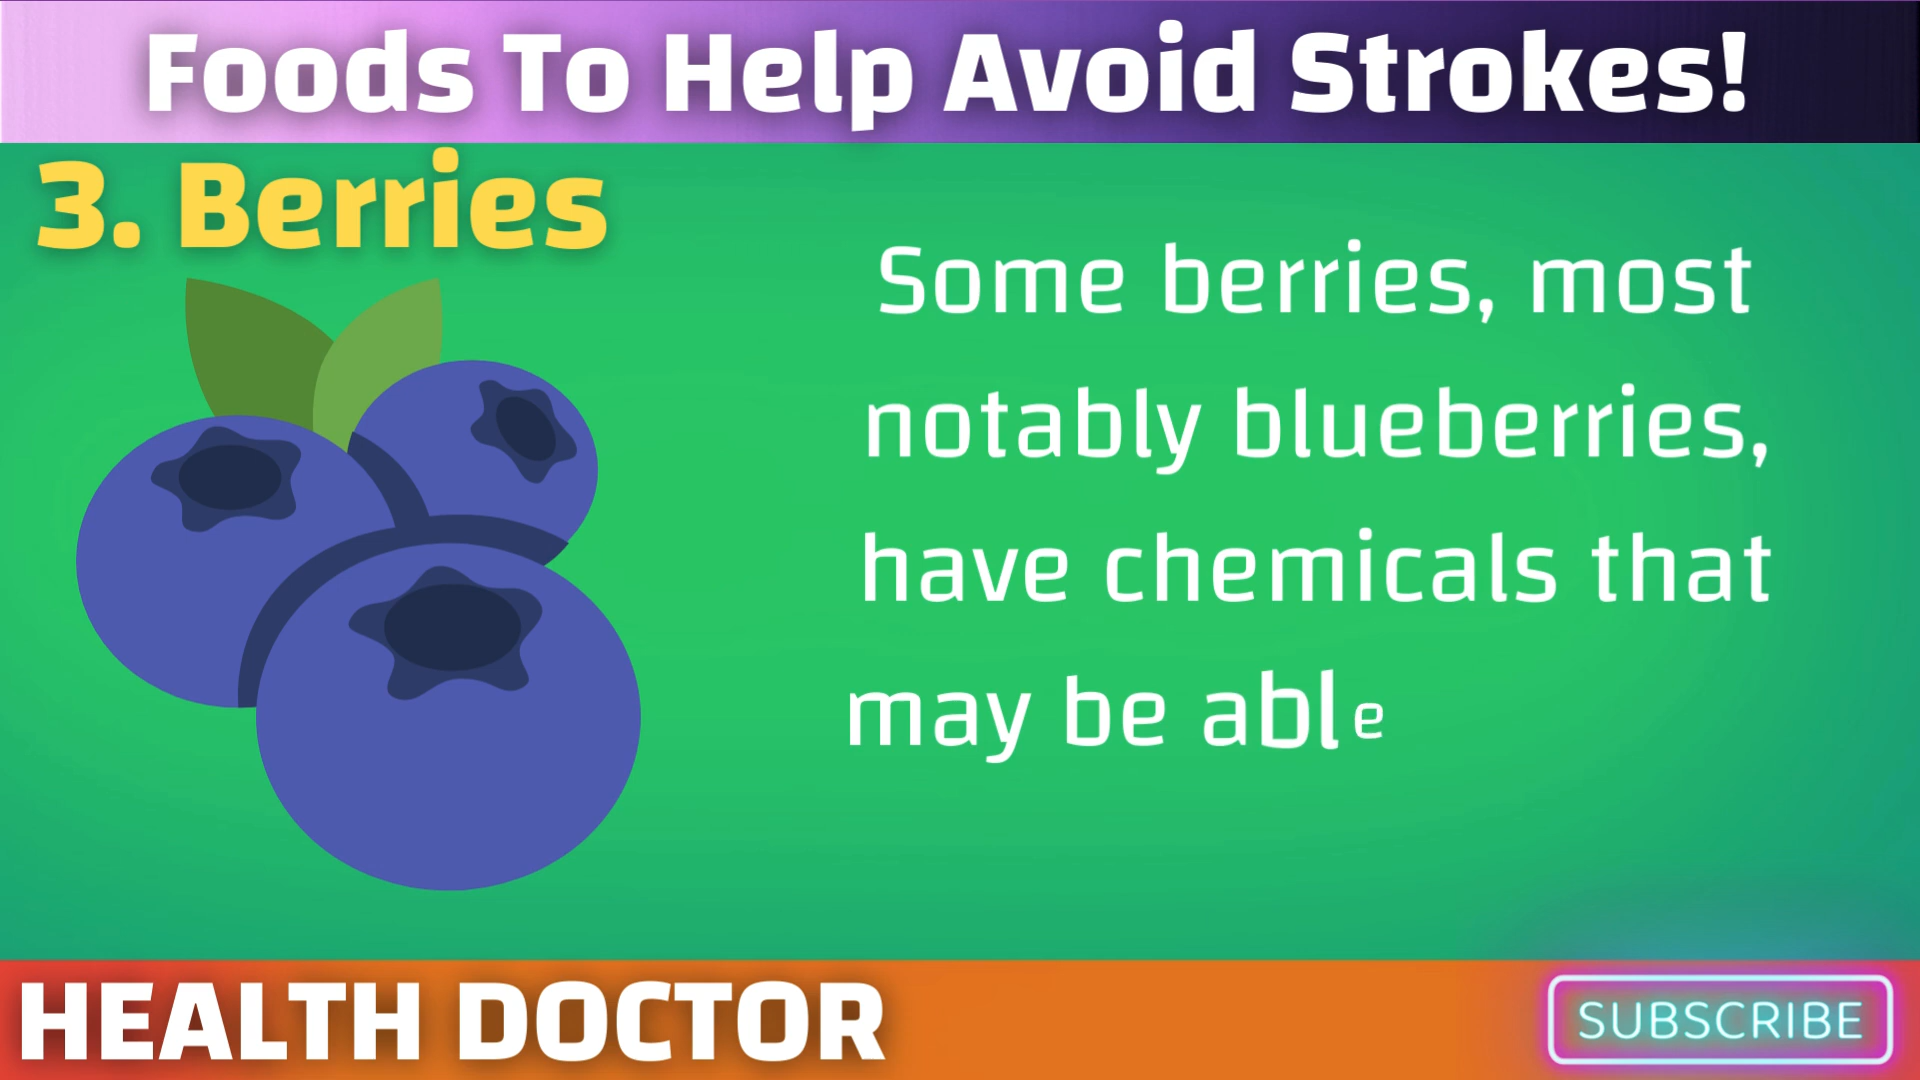 Foods To Help Avoid Strokes!
3. Berries
Some berries, most
notably blueberries,
have chemicals that
may be able
HEALTH DOCTOR
SUBSCRIBE